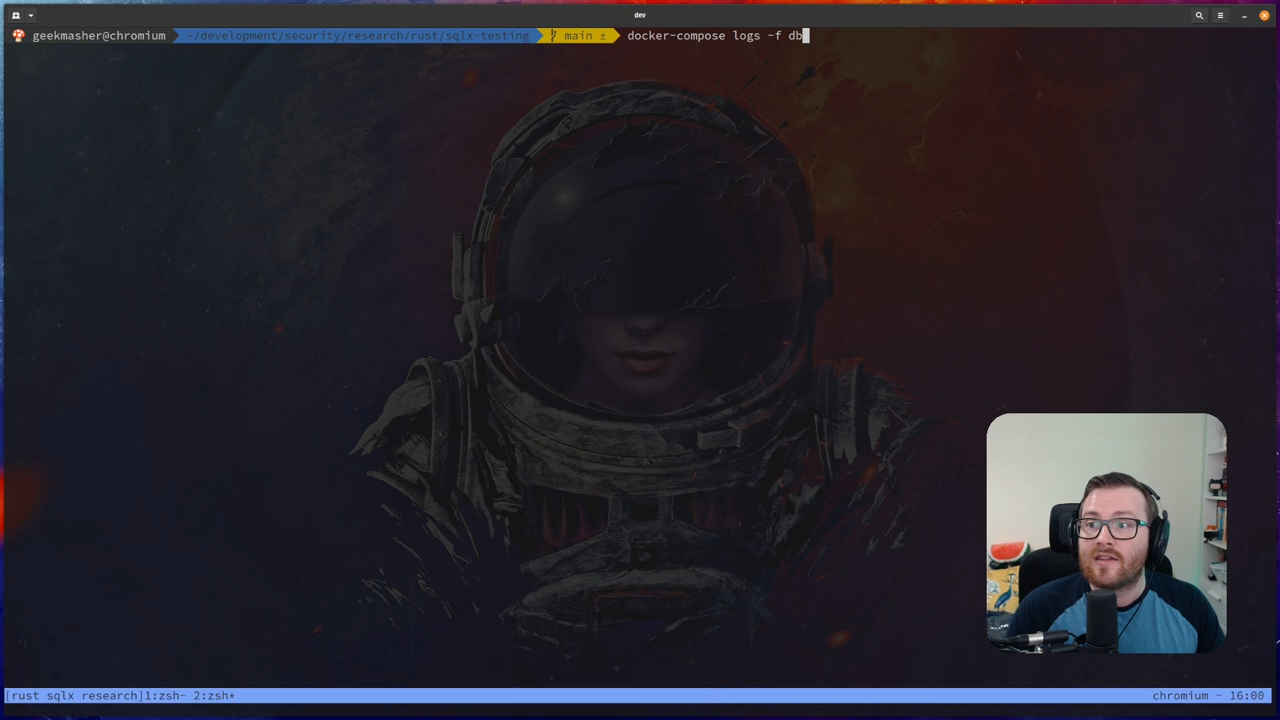 dev
geekmasher@chromium ~/development/security/research/rust/sqlx-testing main ± docker-compose logs -f db
[rust sqlx research]1:zsh- 2:zsh* chromium - 16:00